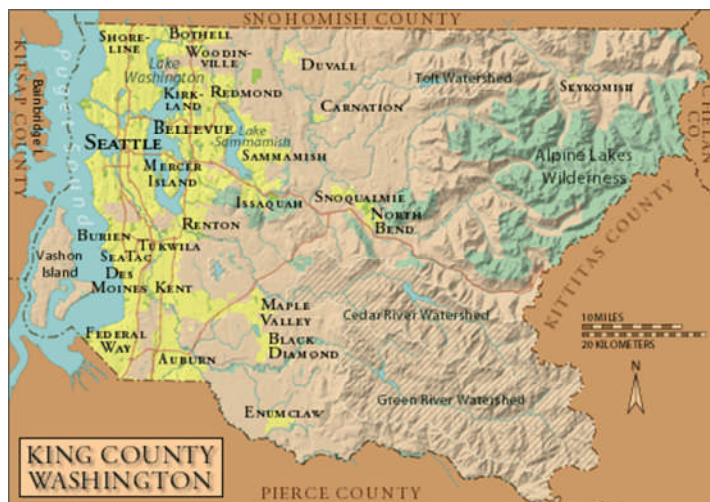 SNOHOMISH COUNTY
SHORE-
LINE
BOTHELL
WOODIN-
VILLE
Lake
Washington
DUVALL
Tolt Watershed
SKYKOMISH
CHELAN
CO.
KITSAP COUNTY
Bainbridge I.
Puget Sound
KIRK-
LAND
REDMOND
CARNATION
BELLEVUE
Lake
Sammamish
SEATTLE
SAMMAMISH
MERCER
ISLAND
Alpine Lakes
Wilderness
ISSAQUAH
SNOQUALMIE
NORTH
BEND
RENTON
BURIEN
TUKWILA
SEATAC
Vashon
Island
DES
MOINES
KENT
KITTITAS COUNTY
MAPLE
VALLEY
Cedar River Watershed
10 MILES
20 KILOMETERS
FEDERAL
WAY
BLACK
DIAMOND
AUBURN
N
Green River Watershed
ENUMCLAW
KING COUNTY
WASHINGTON
PIERCE COUNTY